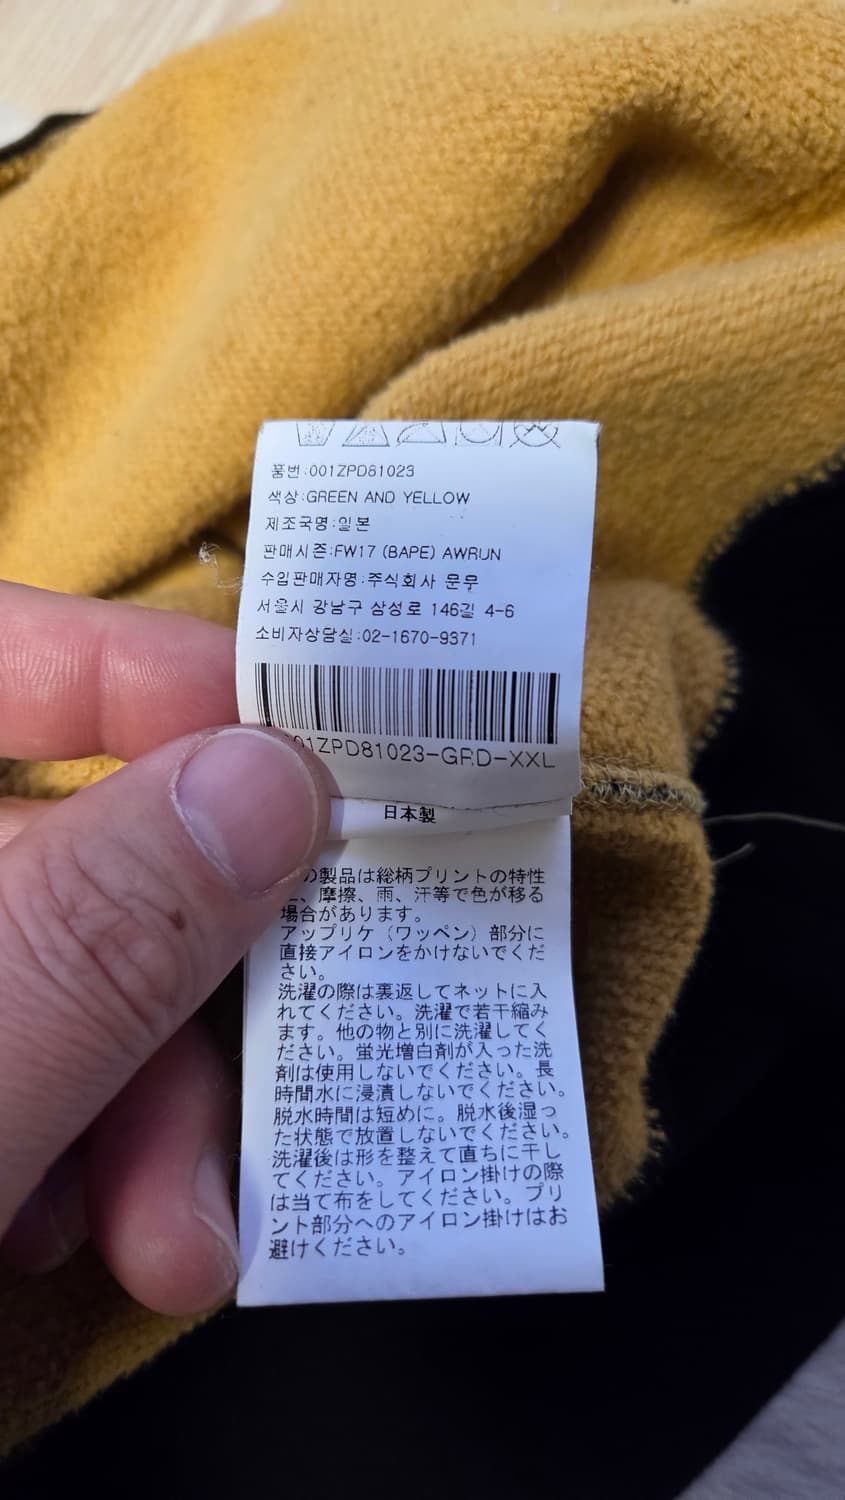 품번:001ZPD81023
색상:GREEN AND YELLOW
제조국명:일본
판매시즌:FW17 (BAPE) AWRUN
수입판매자명:주식회사 문무
서울시 강남구 삼성로 146길 4-6
소비자상담실:02-1670-9371
01ZPD81023-GRD-XXL
日本製
の製品は総柄プリントの特性
、摩擦、雨、汗等で色が移る
場合があります。
アップリケ（ワッペン）部分に
直接アイロンをかけないでくだ
さい。
洗濯の際は裏返してネットに入
れてください。洗濯で若干縮み
ます。他の物と別に洗濯してく
ださい。蛍光増白剤が入った洗
剤は使用しないでください。長
時間水に浸漬しないでください。
脱水時間は短めに。脱水後湿っ
た状態で放置しないでください。
洗濯後は形を整えて直ちに干し
てください。アイロン掛けの際
は当て布をしてください。プリ
ント部分へのアイロン掛けはお
避けください。